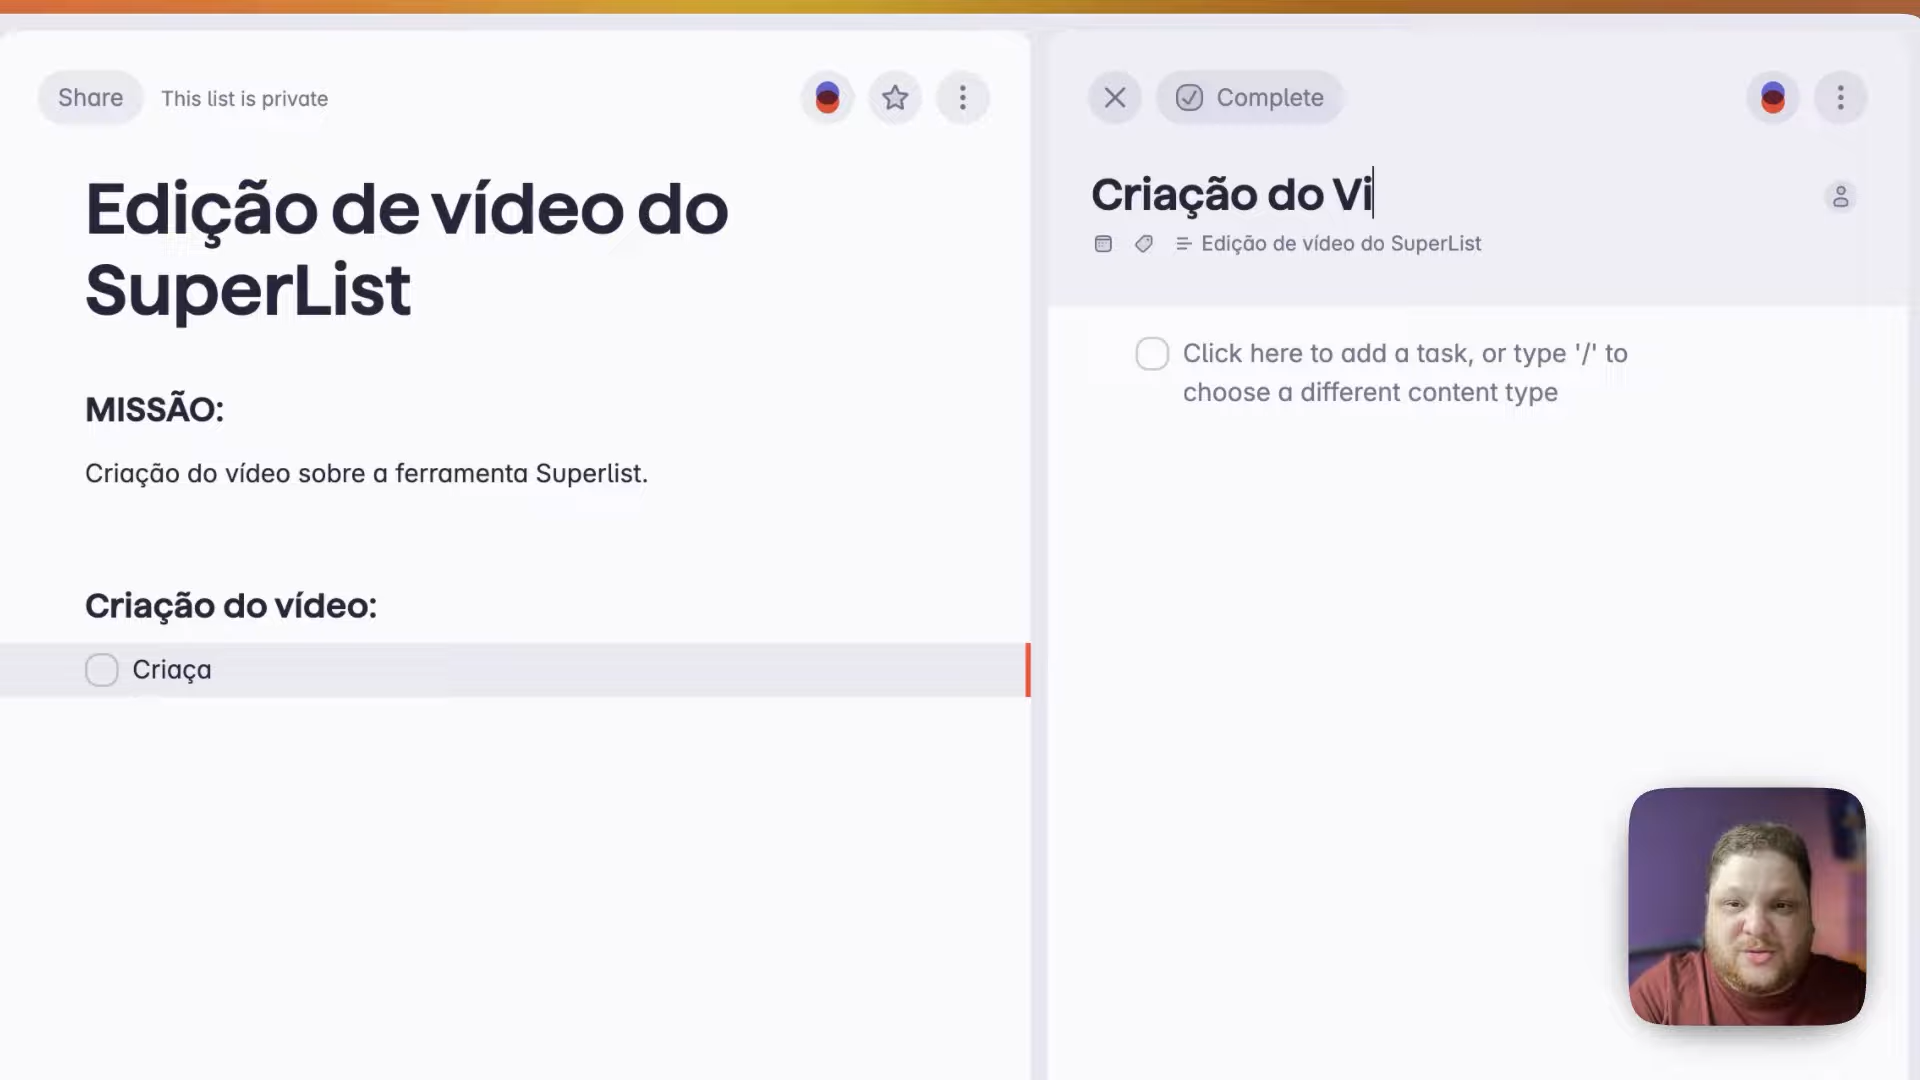 Share
This list is private
Edição de vídeo do
SuperList
MISSÃO:
Criação do vídeo sobre a ferramenta Superlist.
Criação do vídeo:
Criaça
Complete
Criação do Vi
Edição de vídeo do SuperList
Click here to add a task, or type '/' to
choose a different content type